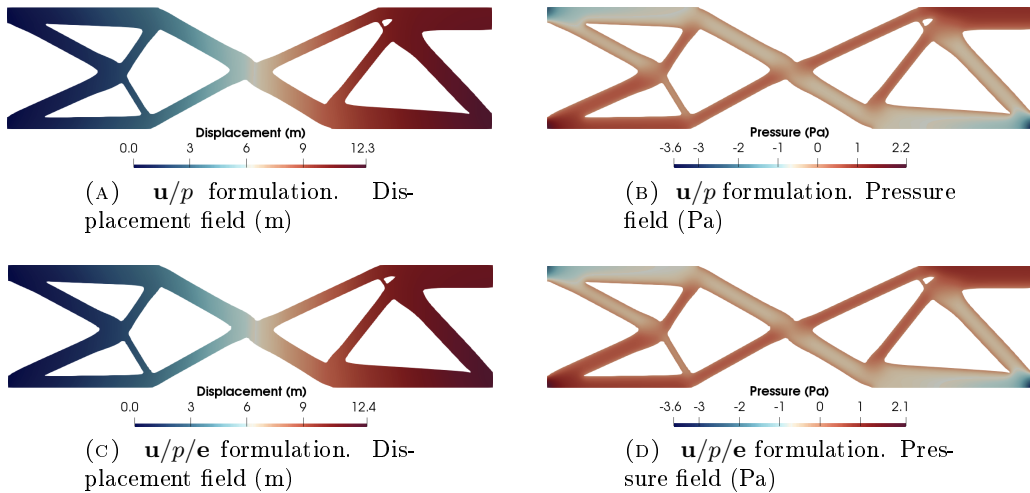 Displacement (m)
0.0 3 6 9 12.3
(A) u/p formulation. Dis-
placement field (m)
Pressure (Pa)
-3.6 -3 -2 -1 0 1 2.2
(B) u/p formulation. Pressure
field (Pa)
Displacement (m)
0.0 3 6 9 12.4
(C) u/p/e formulation. Dis-
placement field (m)
Pressure (Pa)
-3.6 -3 -2 -1 0 1 2.1
(D) u/p/e formulation. Pres-
sure field (Pa)